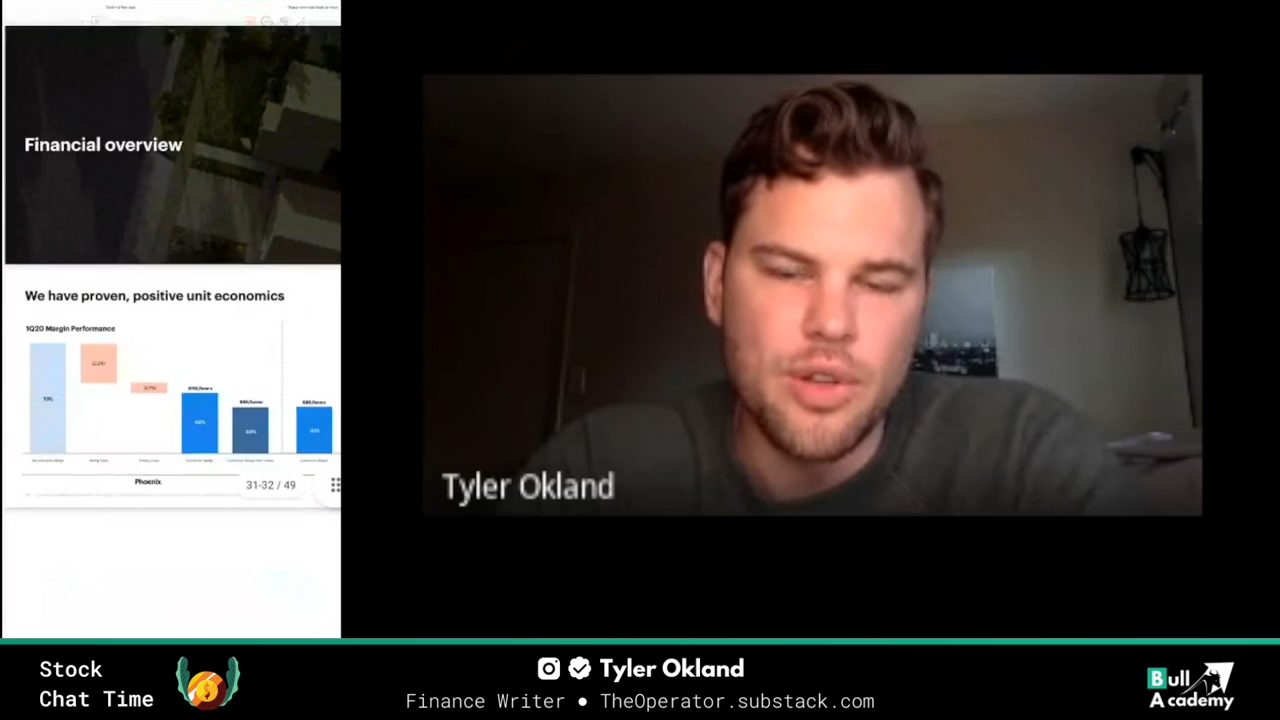 Financial overview
We have proven, positive unit economics
1Q20 Margin Performance
Phoenix
31-32 / 49
Tyler Okland
Stock
Chat Time
Tyler Okland
Finance Writer ● TheOperator.substack.com
Bull
Academy